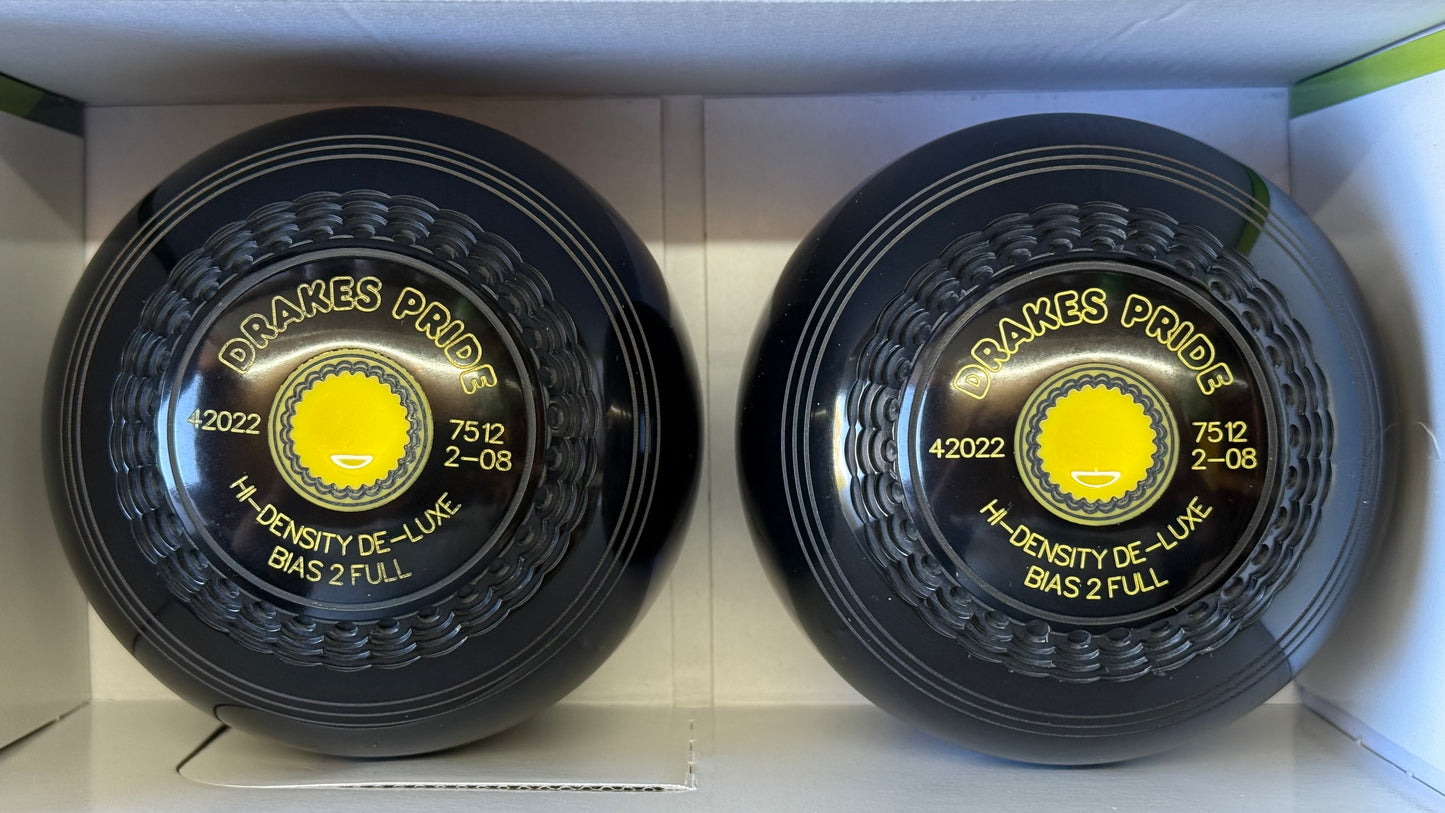 DRAKES PRIDE
42022
7512
2-08
HI-DENSITY DE-LUXE
BIAS 2 FULL
DRAKES PRIDE
42022
7512
2-08
HI-DENSITY DE-LUXE
BIAS 2 FULL